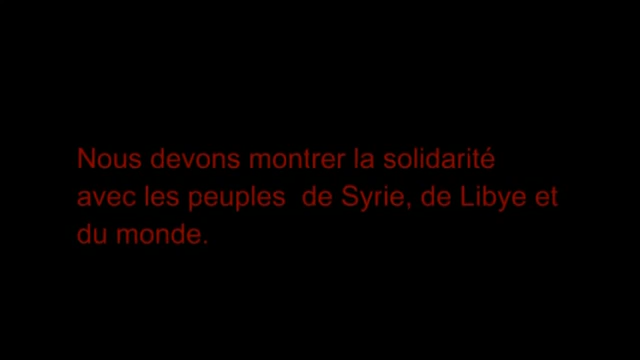 Nous devons montrer la solidarité
avec les peuples  de Syrie, de Libye et
du monde.